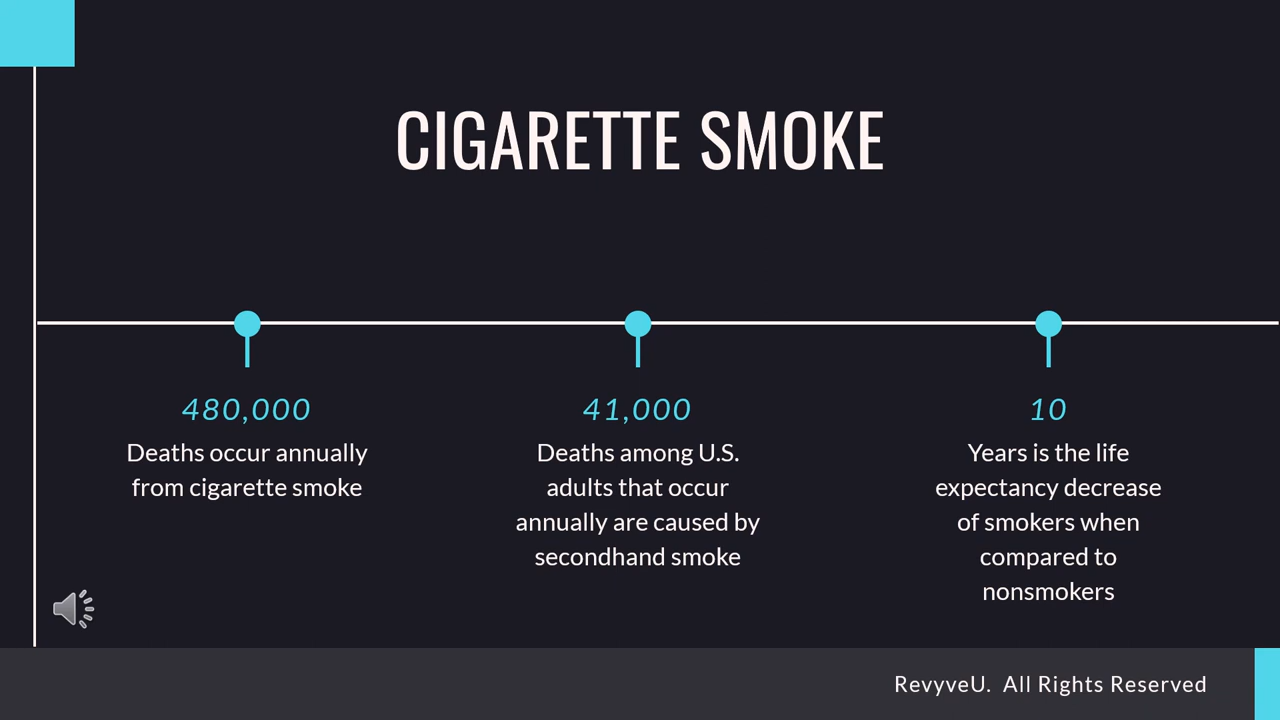 CIGARETTE SMOKE
480,000
Deaths occur annually
from cigarette smoke
41,000
Deaths among U.S.
adults that occur
annually are caused by
secondhand smoke
10
Years is the life
expectancy decrease
of smokers when
compared to
nonsmokers
RevyveU. All Rights Reserved